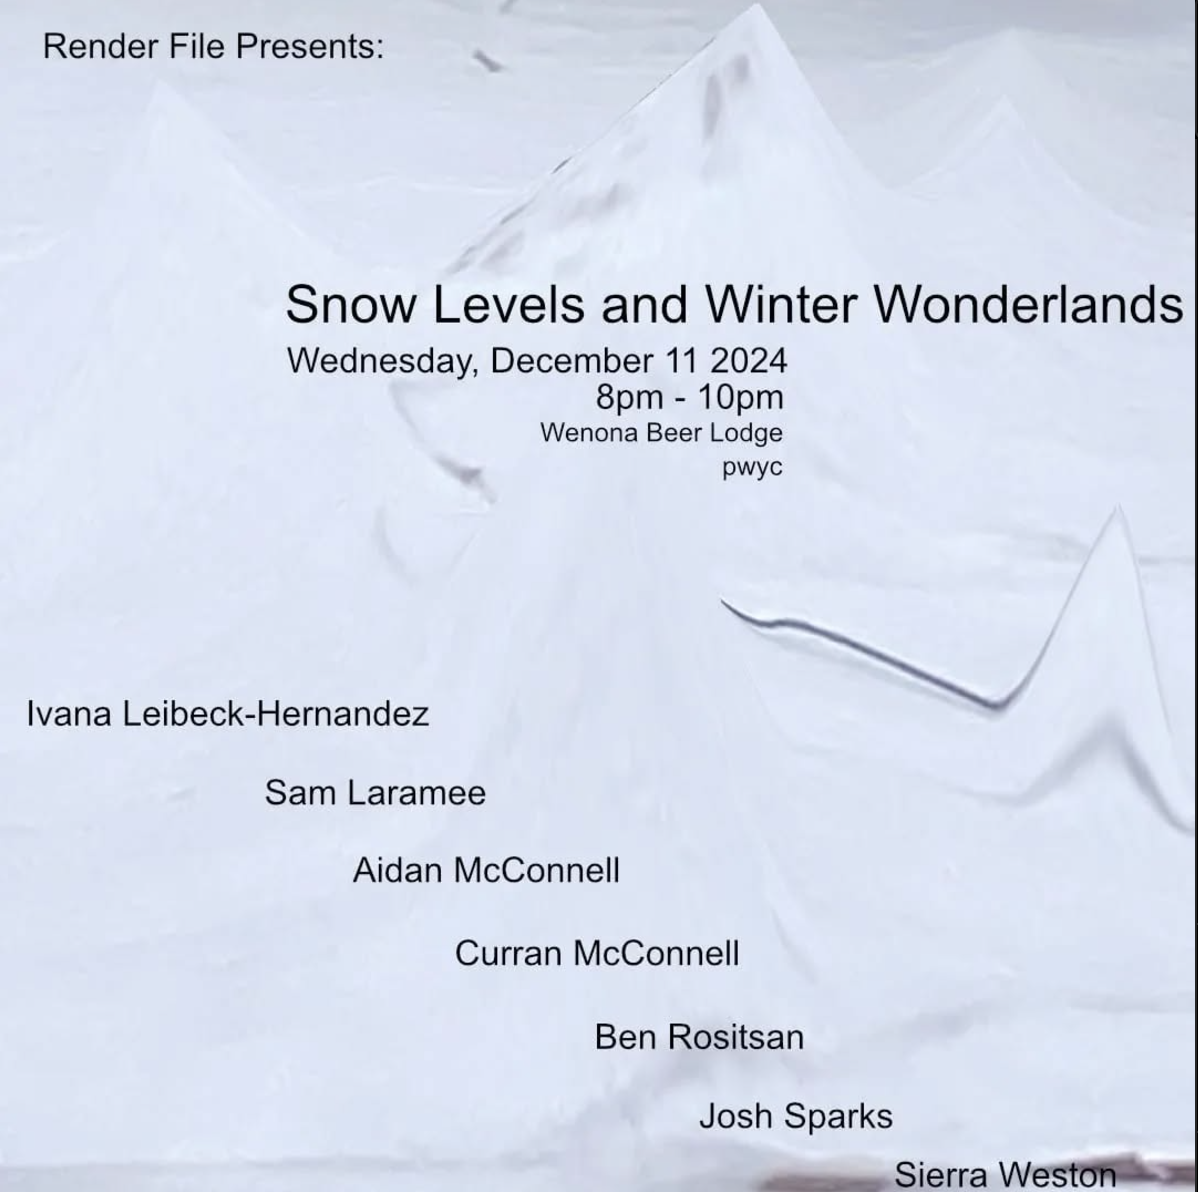 Render File Presents:
Snow Levels and Winter Wonderlands
Wednesday, December 11 2024
8pm - 10pm
Wenona Beer Lodge
pwyc
Ivana Leibeck-Hernandez
Sam Laramee
Aidan McConnell
Curran McConnell
Ben Rositsan
Josh Sparks
Sierra Weston